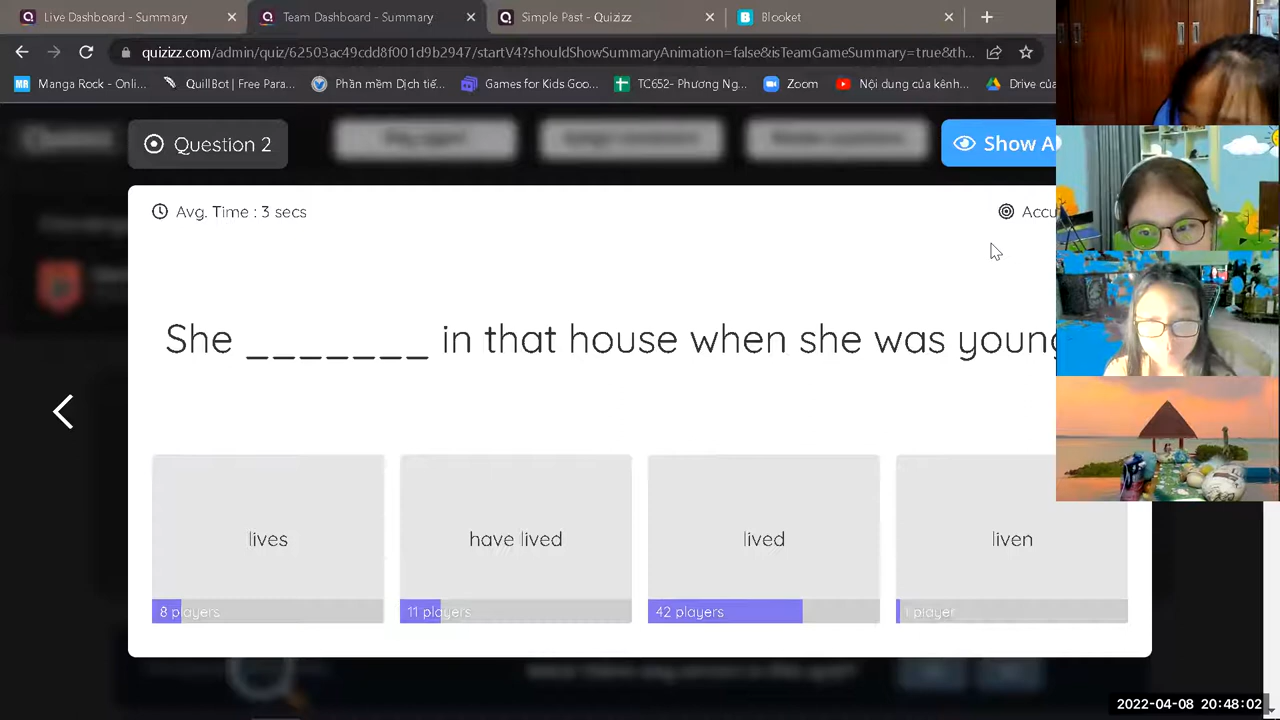 Live Dashboard - Summary
Team Dashboard - Summary
Simple Past - Quizizz
Blooket
quizizz.com/admin/quiz/62503ac48
/startV4?shouldShowSummaryAnimation=false&isTeamGameSummary=true&th...
Manga Rock - Onli...
QuillBot | Free Para...
Phần mềm Dịch tiế...
Games for Kids Goo...
TC652- Phương Ng...
Zoom
Nội dung của kênh...
Drive của
Question 2
Show A
Avg. Time : 3 secs
Accu
She _______ in that house when she was young
lives
have lived
lived
liven
8 players
11 players
42 players
1 player
2022-04-08 20:48:02